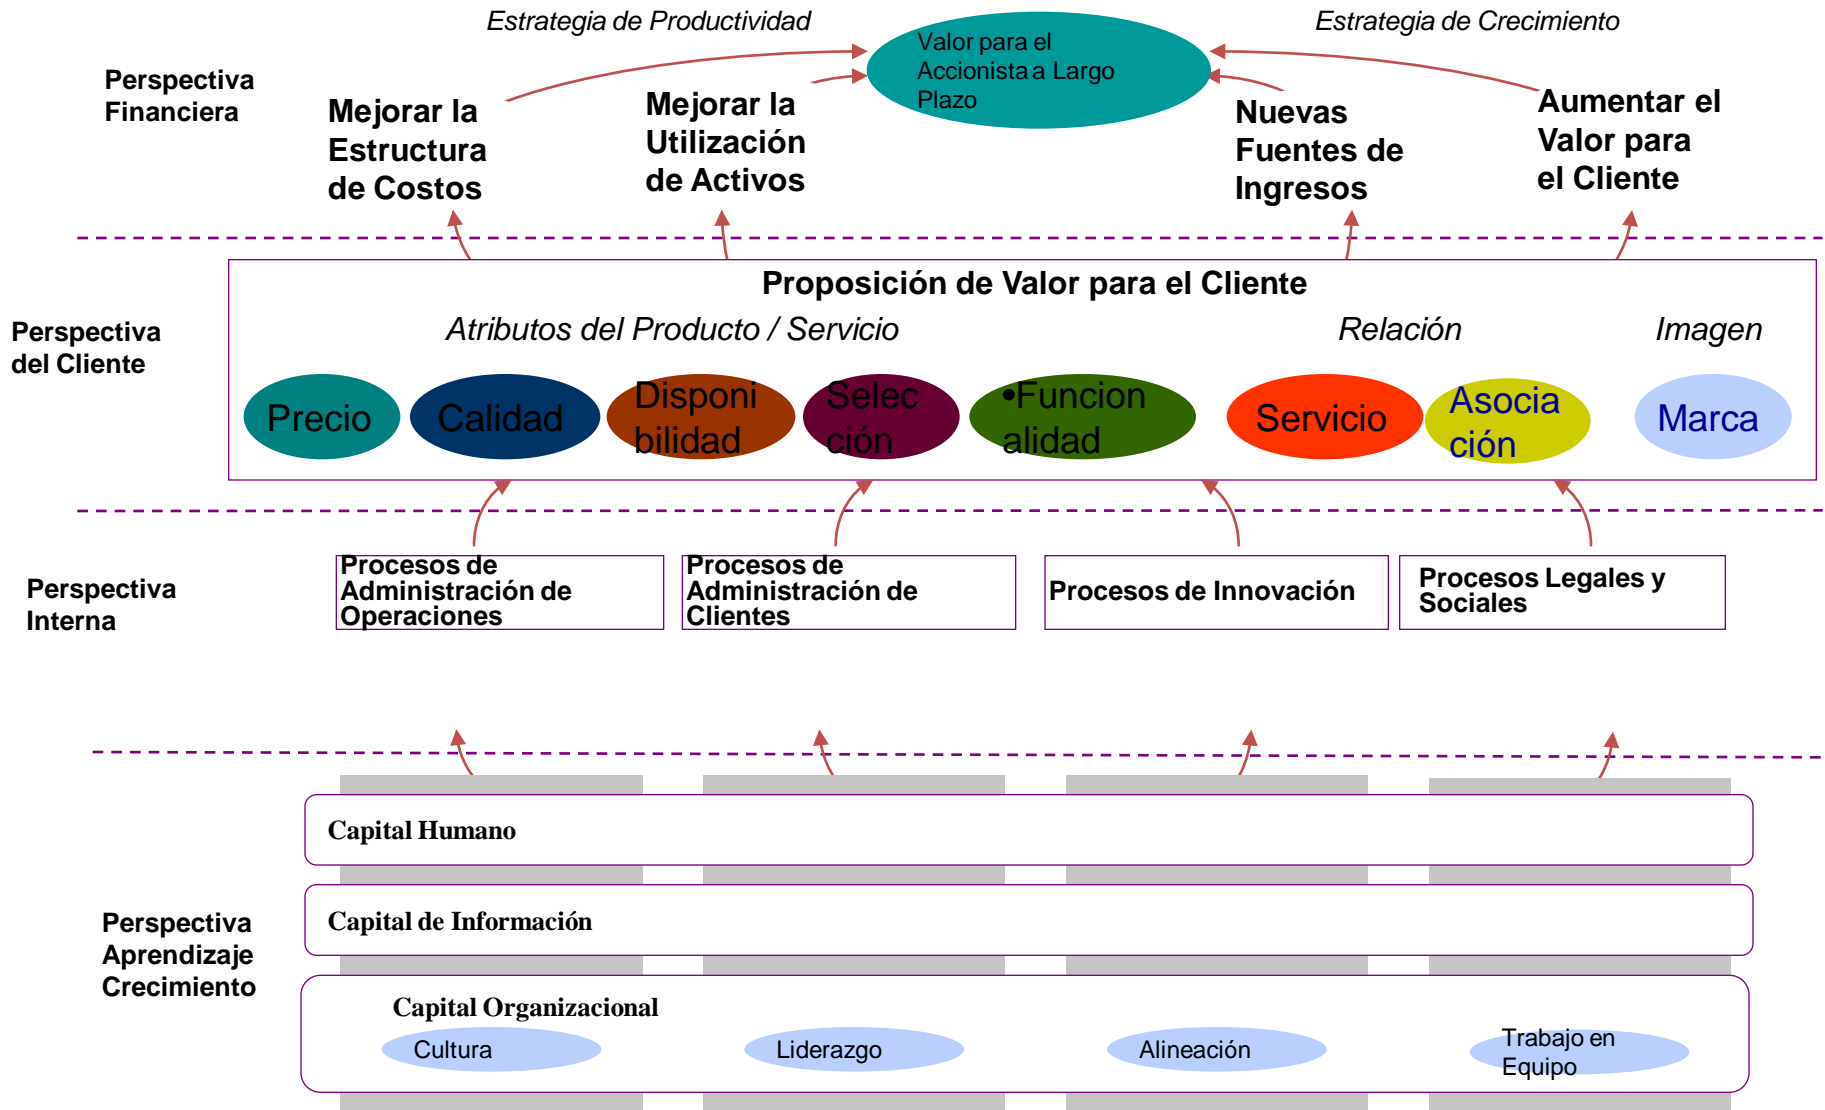 Estrategia de Productividad
Estrategia de Crecimiento
Valor para el
Accionista a Largo
Plazo
Perspectiva
Financiera
Mejorar la
Estructura
de Costos
Mejorar la
Utilización
de Activos
Nuevas
Fuentes de
Ingresos
Aumentar el
Valor para
el Cliente
Proposición de Valor para el Cliente
Perspectiva
del Cliente
Atributos del Producto / Servicio
Relación
Imagen
Precio
Calidad
Disponi
bilidad
Selec
ción
•Funcion
alidad
Servicio
Asocia
ción
Marca
Perspectiva
Interna
Procesos de
Administración de
Operaciones
Procesos de
Administración de
Clientes
Procesos de Innovación
Procesos Legales y
Sociales
Perspectiva
Aprendizaje
Crecimiento
Capital Humano
Capital de Información
Capital Organizacional
Cultura
Liderazgo
Alineación
Trabajo en
Equipo